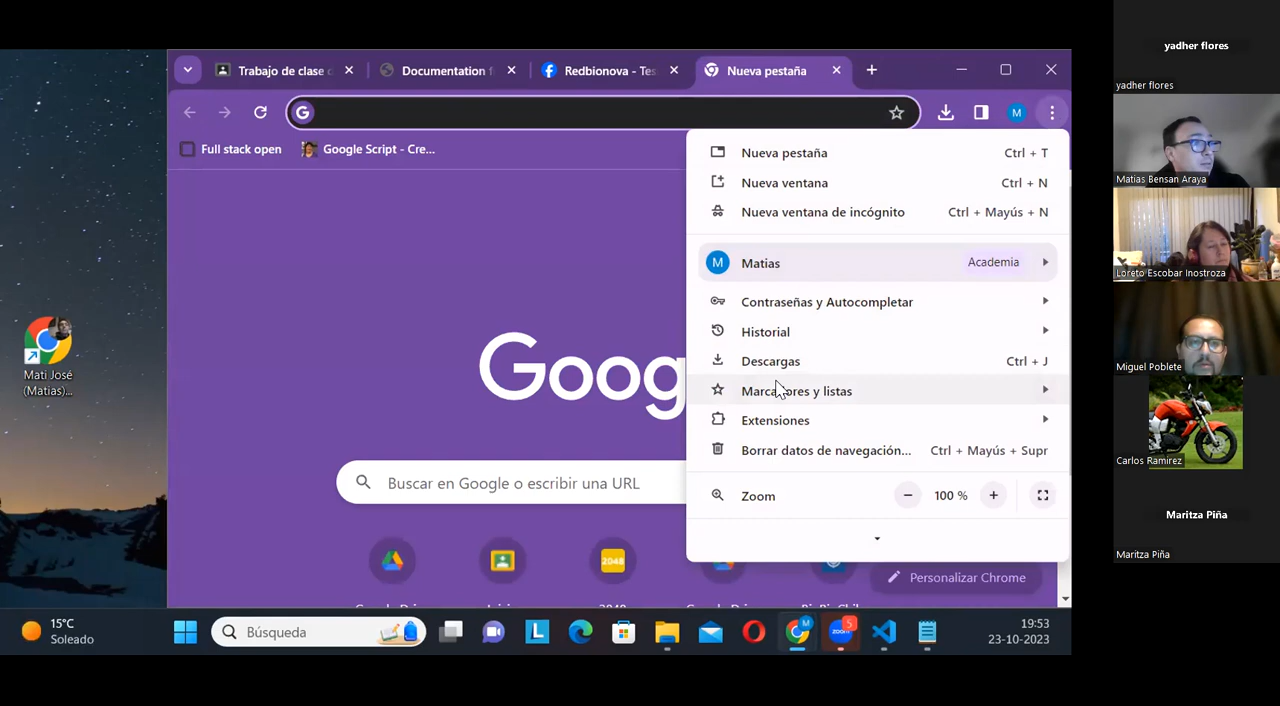 Trabajo de clase
Documentation f
Redbionova - Tes
Nueva pestaña
Full stack open
Google Script - Cre...
Nueva pestaña Ctrl + T
Nueva ventana Ctrl + N
Nueva ventana de incógnito Ctrl + Mayús + N
M Matias Academia
Contraseñas y Autocompletar
Historial
Descargas Ctrl + J
Marcadores y listas
Extensiones
Borrar datos de navegación... Ctrl + Mayús + Supr
Zoom − 100 % +
Goog
Buscar en Google o escribir una URL
2048
Personalizar Chrome
Mati José
(Matias)...
15°C
Soleado
Búsqueda
zoom
5
19:53
23-10-2023
yadher flores
yadher flores
Matias Bensan Araya
Loreto Escobar Inostroza
Miguel Poblete
Carlos Ramirez
Maritza Piña
Maritza Piña